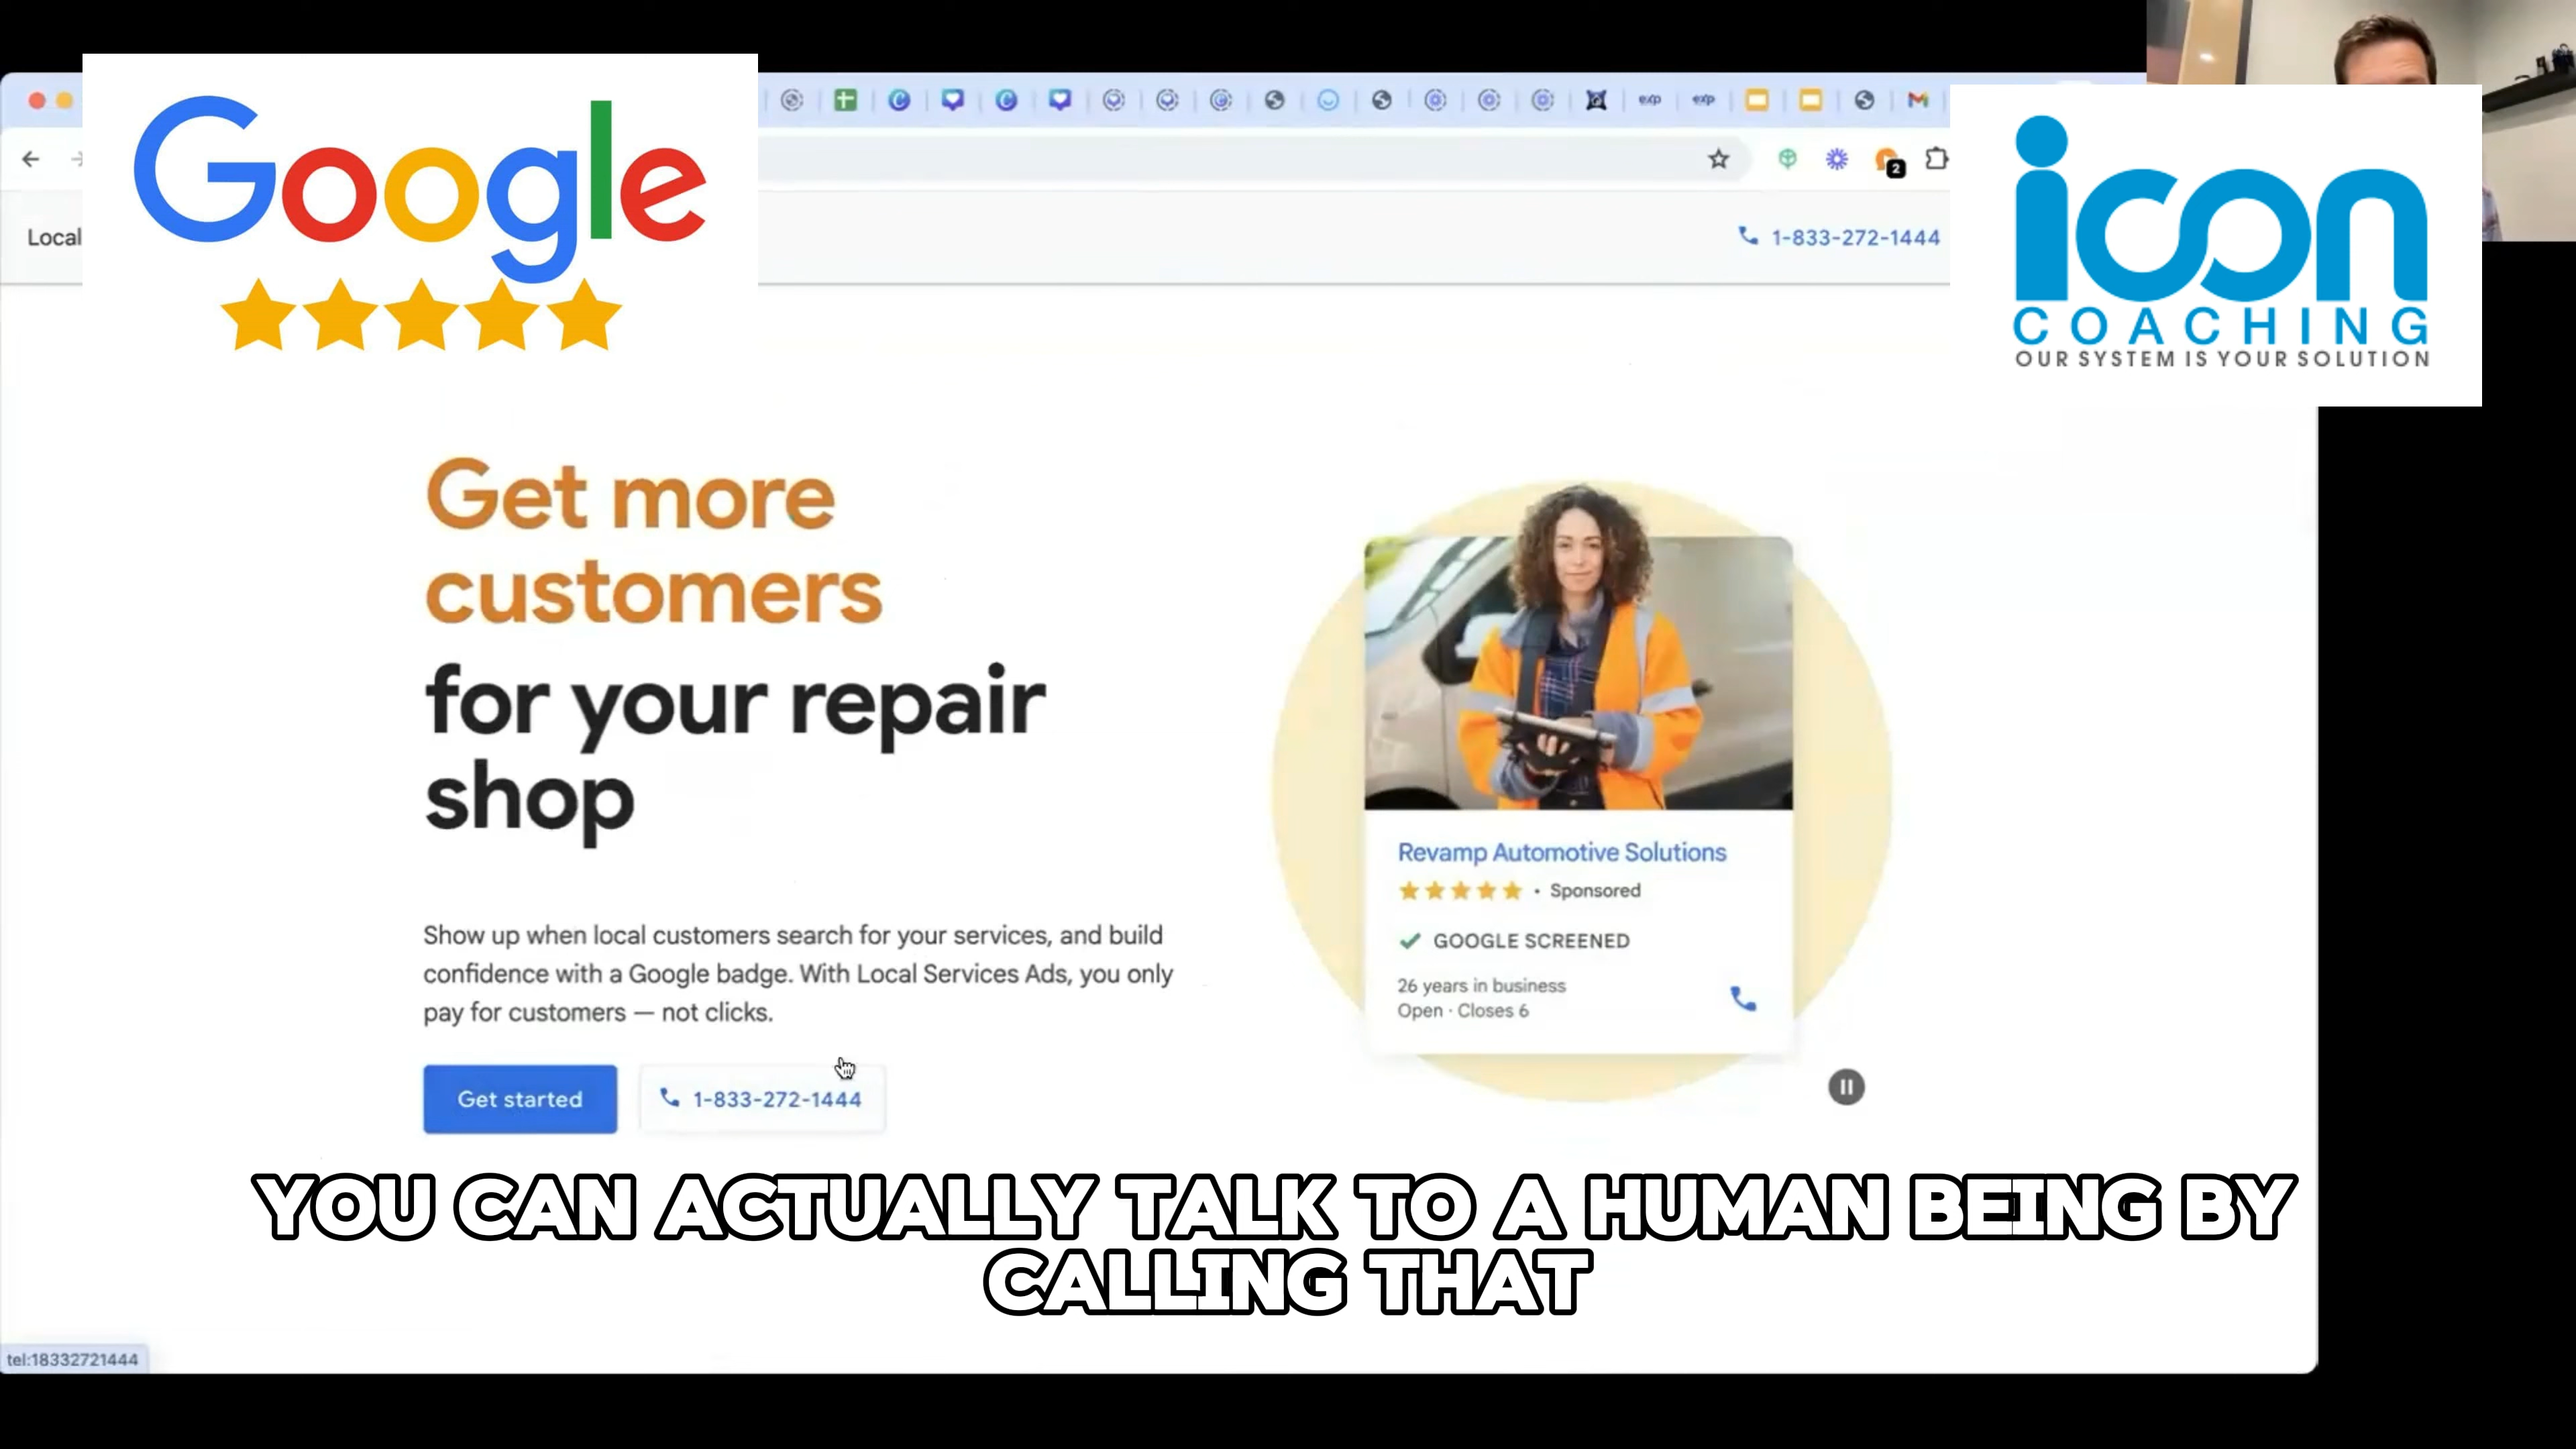 Google
exp
exp
2
Local
1-833-272-1444
icon
COACHING
OUR SYSTEM IS YOUR SOLUTION
Get more
customers
for your repair
shop
Show up when local customers search for your services, and build
confidence with a Google badge. With Local Services Ads, you only
pay for customers — not clicks.
Get started
1-833-272-1444
Revamp Automotive Solutions
• Sponsored
GOOGLE SCREENED
26 years in business
Open · Closes 6
YOU CAN ACTUALLY TALK TO A HUMAN BEING BY
CALLING THAT
tel:18332721444